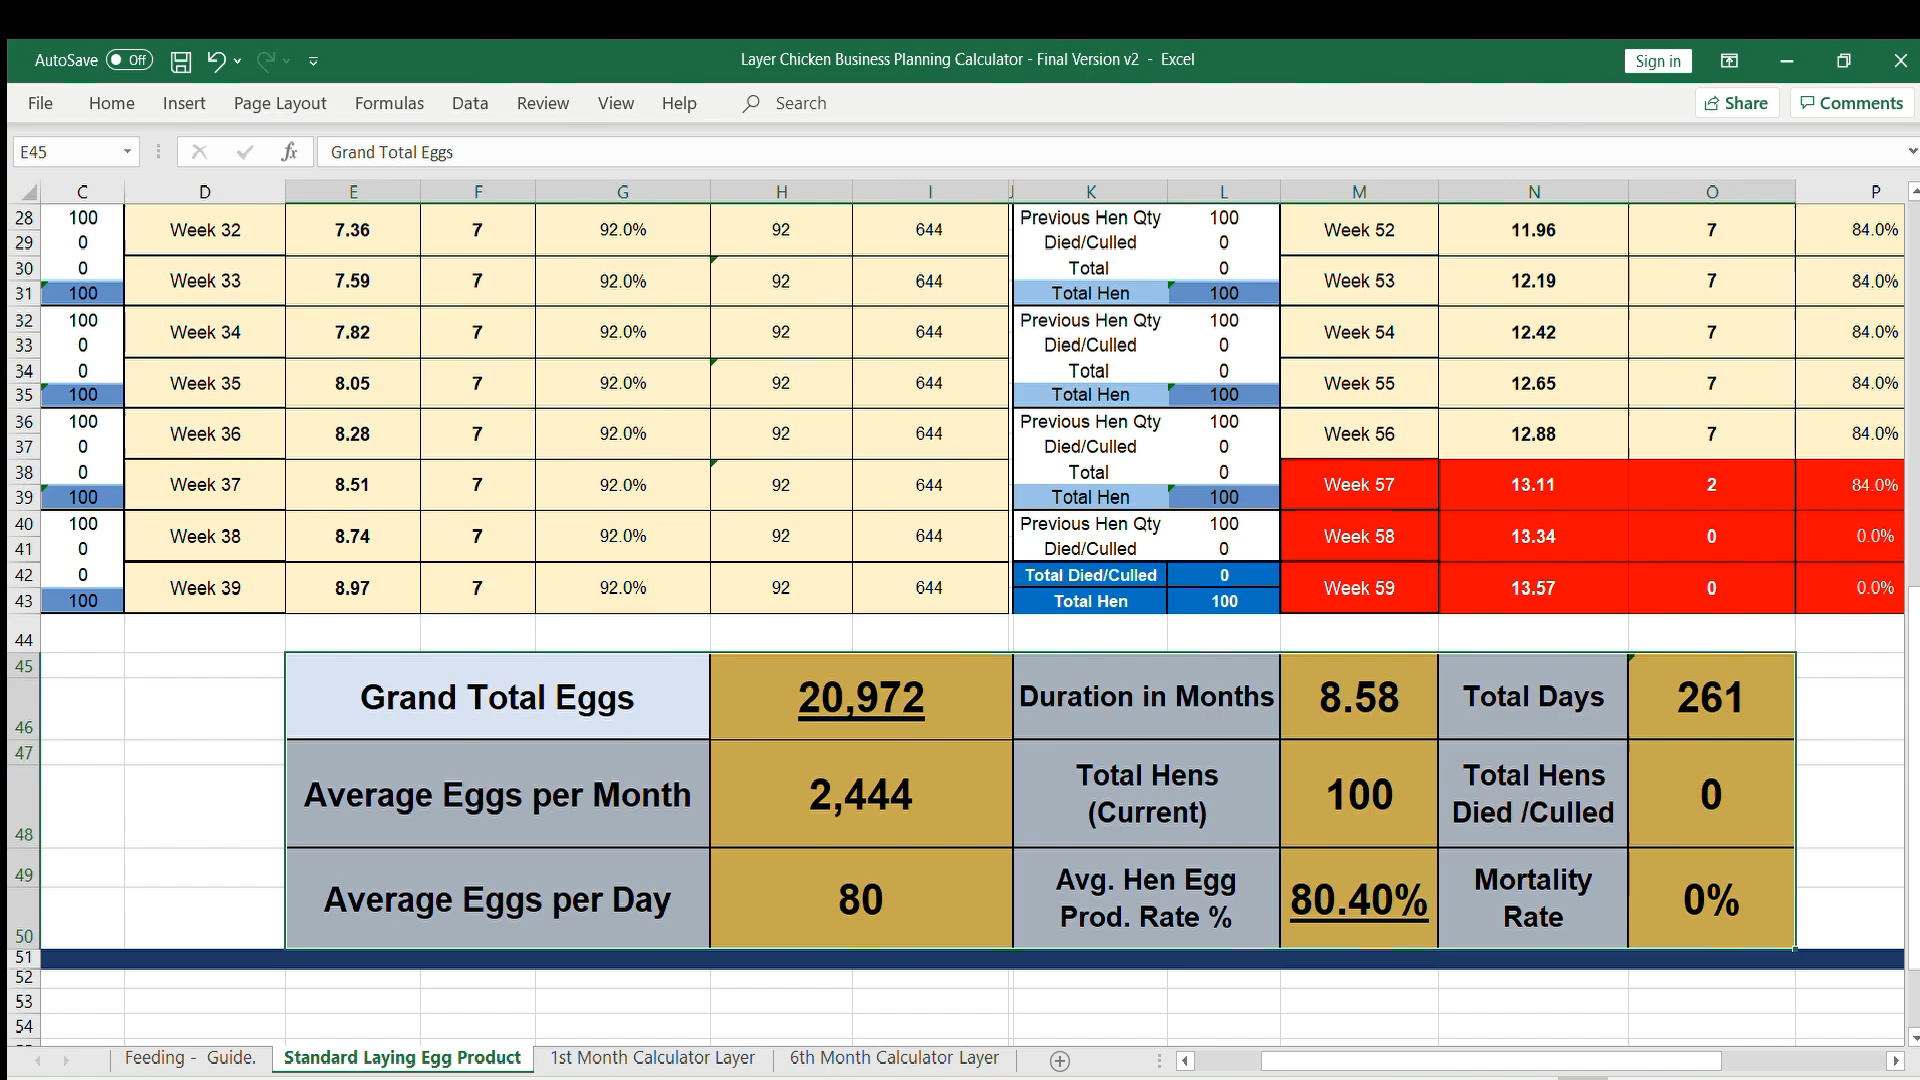 AutoSave Off Layer Chicken Business Planning Calculator - Final Version v2 - Excel Sign in
File Home Insert Page Layout Formulas Data Review View Help Search Share Comments
E45 fx Grand Total Eggs
C D E F G H I J K L M N O P
28 100 Week 32 7.36 7 92.0% 92 644 Previous Hen Qty 100 Week 52 11.96 7 84.0%
29 0 Died/Culled 0
30 0 Week 33 7.59 7 92.0% 92 644 Total 0 Week 53 12.19 7 84.0%
31 100 Total Hen 100
32 100 Week 34 7.82 7 92.0% 92 644 Previous Hen Qty 100 Week 54 12.42 7 84.0%
33 0 Died/Culled 0
34 0 Week 35 8.05 7 92.0% 92 644 Total 0 Week 55 12.65 7 84.0%
35 100 Total Hen 100
36 100 Week 36 8.28 7 92.0% 92 644 Previous Hen Qty 100 Week 56 12.88 7 84.0%
37 0 Died/Culled 0
38 0 Week 37 8.51 7 92.0% 92 644 Total 0 Week 57 13.11 2 84.0%
39 100 Total Hen 100
40 100 Week 38 8.74 7 92.0% 92 644 Previous Hen Qty 100 Week 58 13.34 0 0.0%
41 0 Died/Culled 0
42 0 Week 39 8.97 7 92.0% 92 644 Total Died/Culled 0 Week 59 13.57 0 0.0%
43 100 Total Hen 100
44
45
46 Grand Total Eggs 20,972 Duration in Months 8.58 Total Days 261
47
48 Average Eggs per Month 2,444 Total Hens (Current) 100 Total Hens Died /Culled 0
49
50 Average Eggs per Day 80 Avg. Hen Egg Prod. Rate % 80.40% Mortality Rate 0%
51
52
53
54
Feeding - Guide. Standard Laying Egg Product 1st Month Calculator Layer 6th Month Calculator Layer